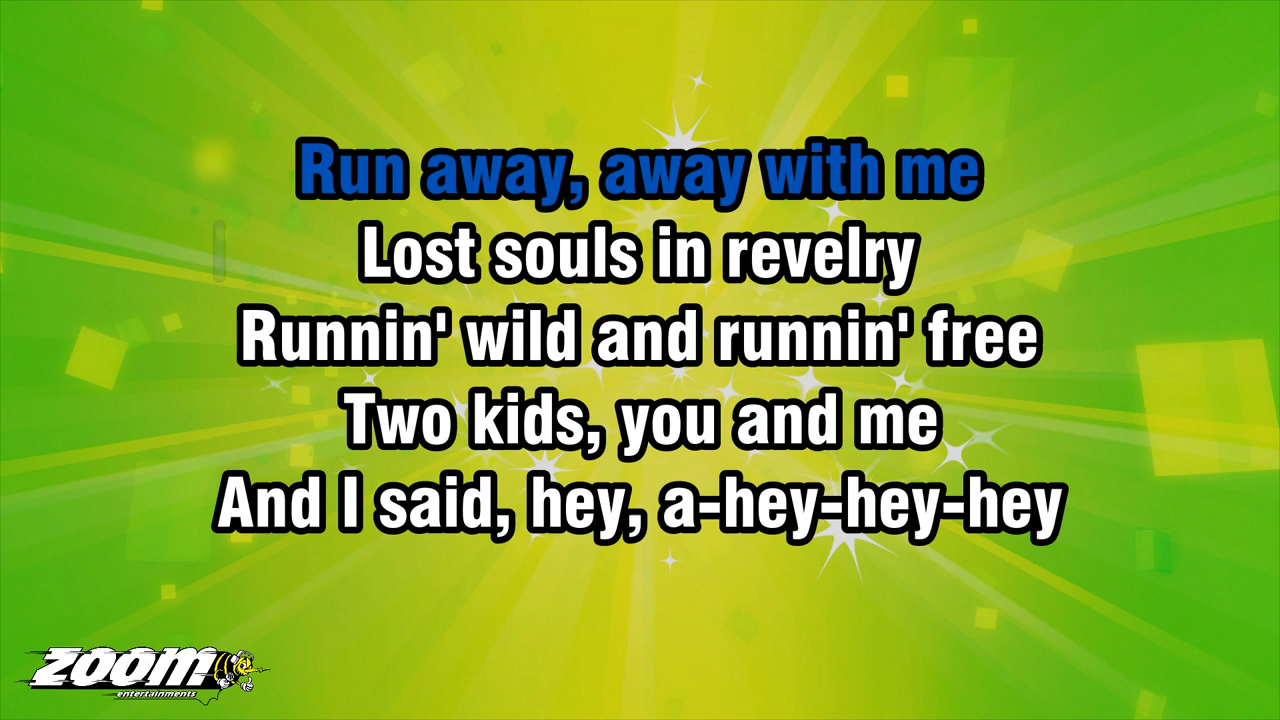 Run away, away with me
Lost souls in revelry
Runnin' wild and runnin' free
Two kids, you and me
And I said, hey, a-hey-hey-hey
zoom
entertainments